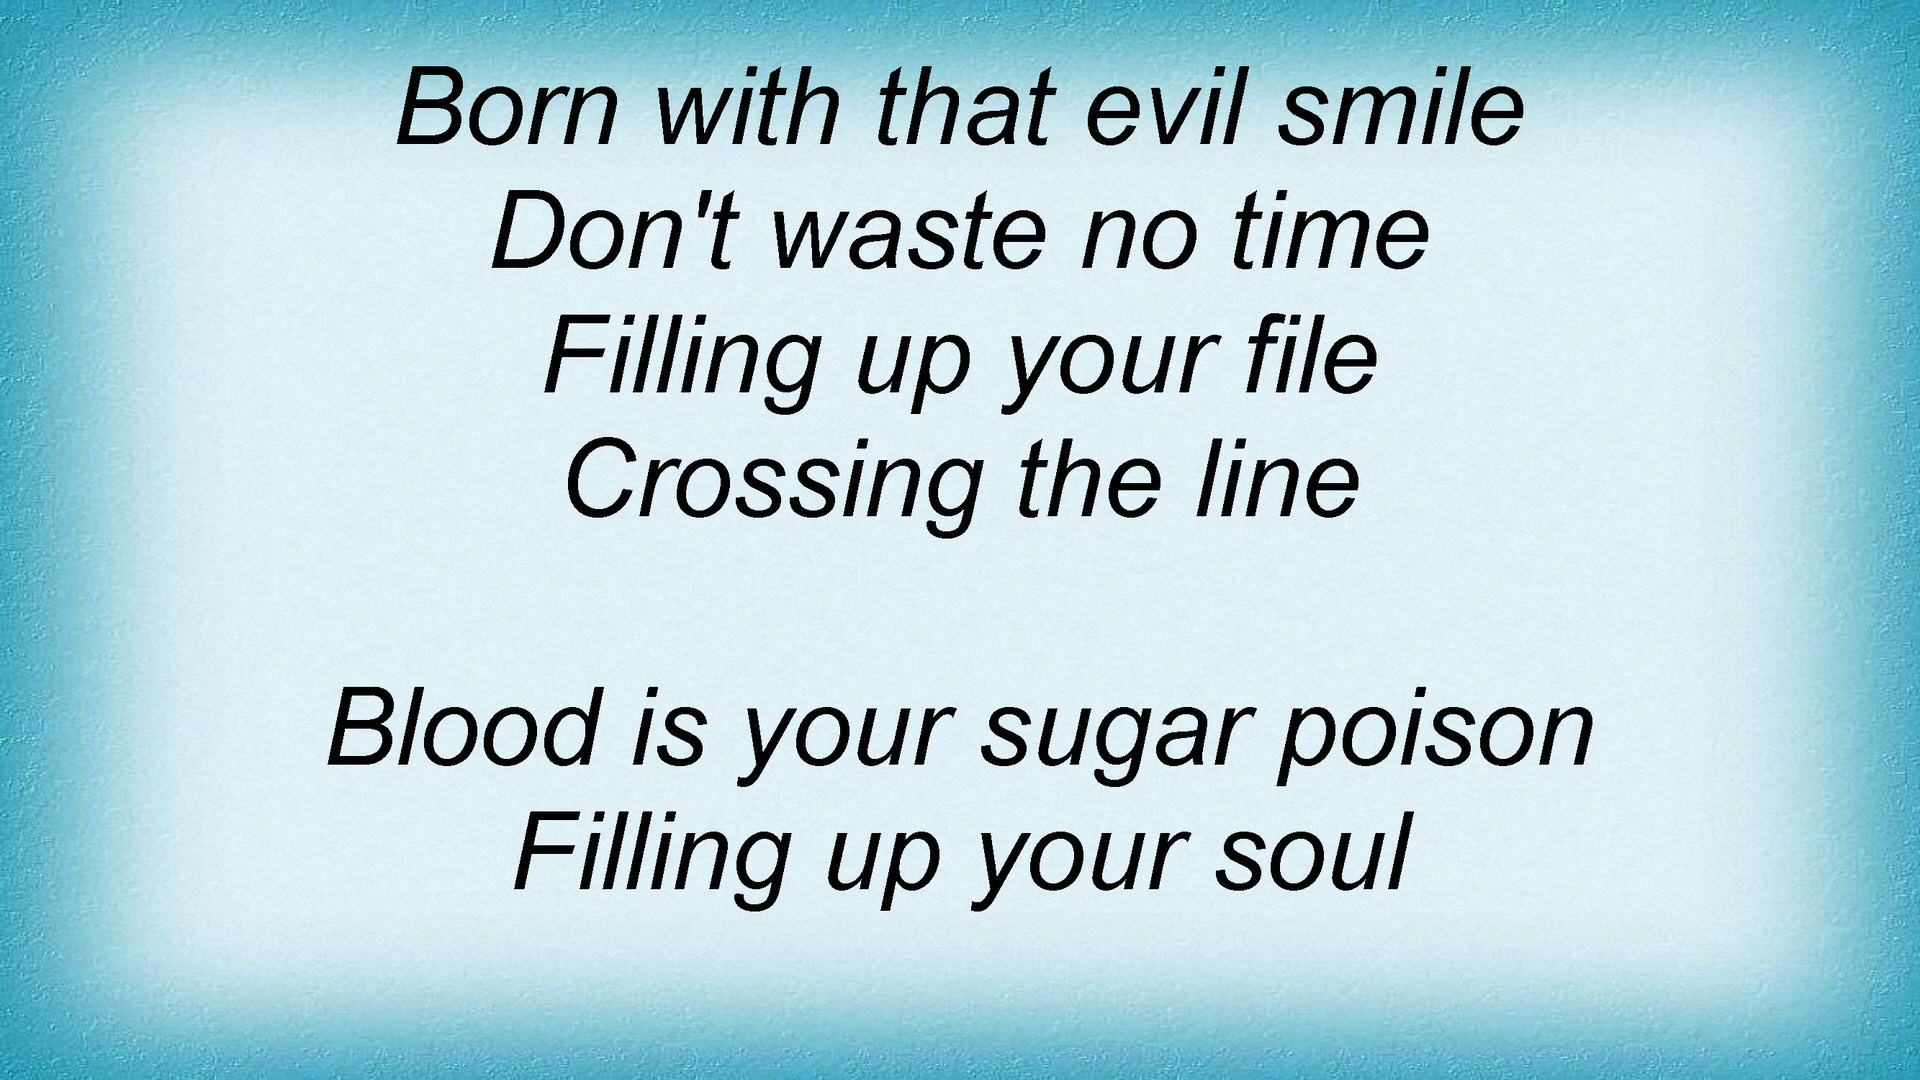 Born with that evil smile
Don't waste no time
Filling up your file
Crossing the line
Blood is your sugar poison
Filling up your soul